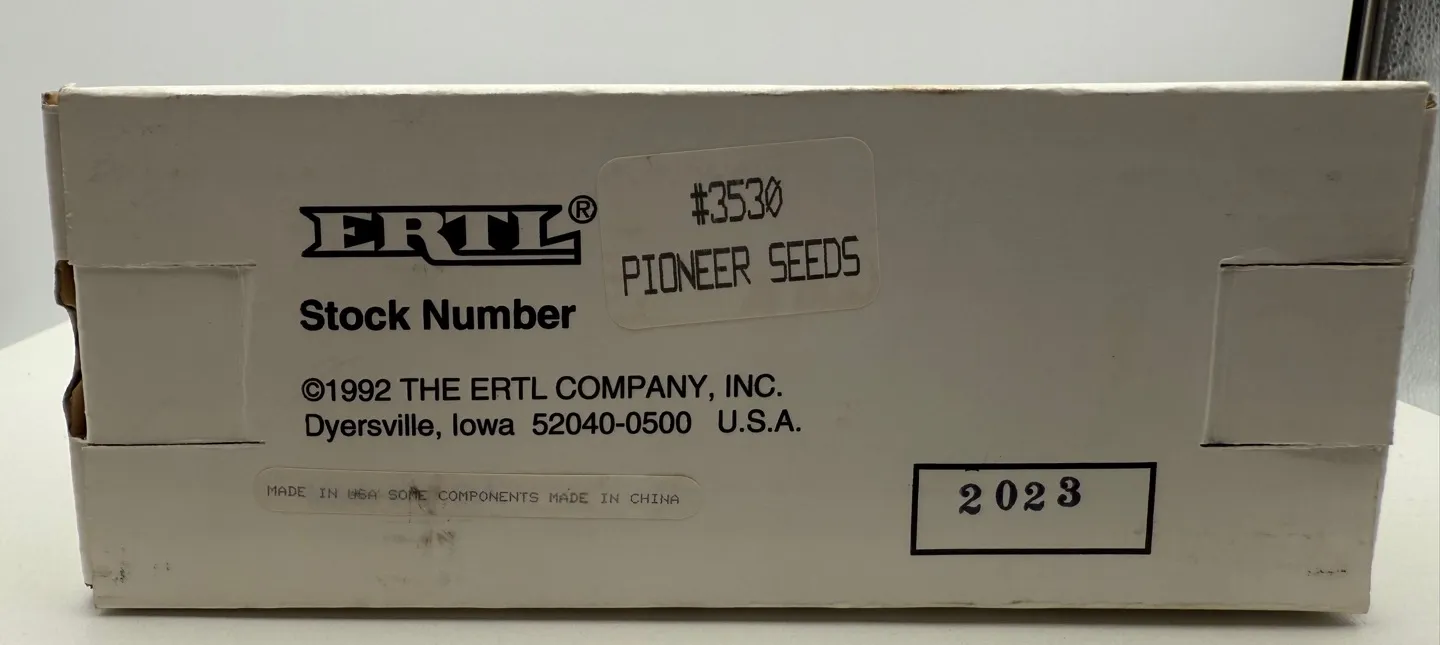 ERTL®
#3530
PIONEER SEEDS
Stock Number
©1992 THE ERTL COMPANY, INC.
Dyersville, Iowa 52040-0500 U.S.A.
MADE IN USA SOME COMPONENTS MADE IN CHINA
2023